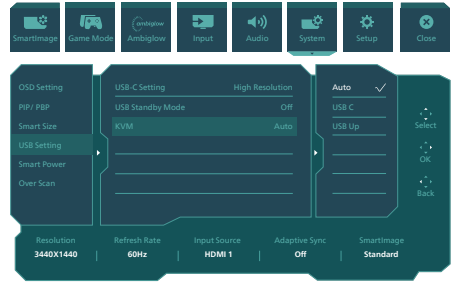 ambiglow
SmartImage Game Mode Ambiglow Input Audio System Setup Close
OSD Setting USB-C Setting High Resolution Auto
PIP/ PBP USB Standby Mode Off USB C
Smart Size KVM Auto USB Up Select
USB Setting
Smart Power OK
Over Scan Back
Resolution Refresh Rate Input Source Adaptive Sync SmartImage
3440X1440 | 60Hz | HDMI 1 | Off | Standard